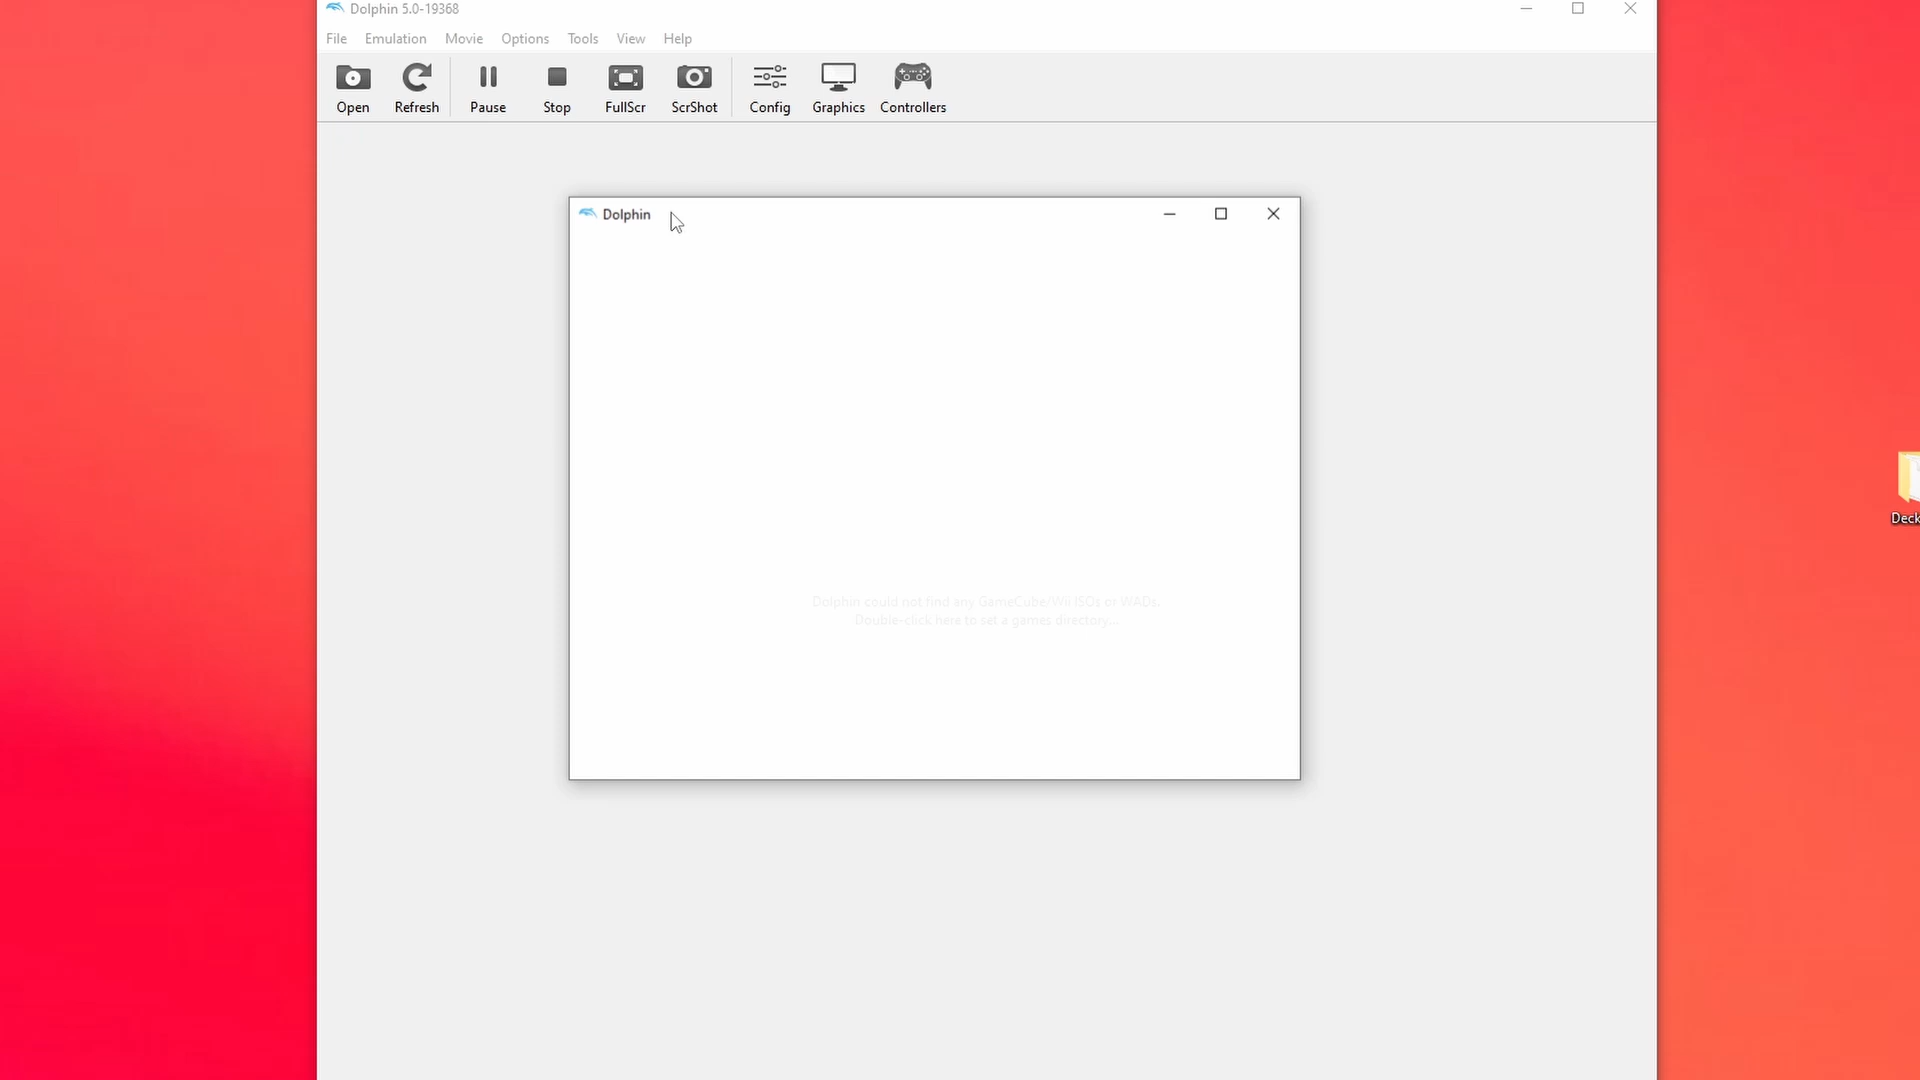 Dolphin 5.0-19368
File Emulation Movie Options Tools View Help
Open Refresh Pause Stop FullScr ScrShot Config Graphics Controllers
Dolphin
Deck
Dolphin could not find any GameCube/Wii ISOs or WADs.
Double-click here to set a games directory...